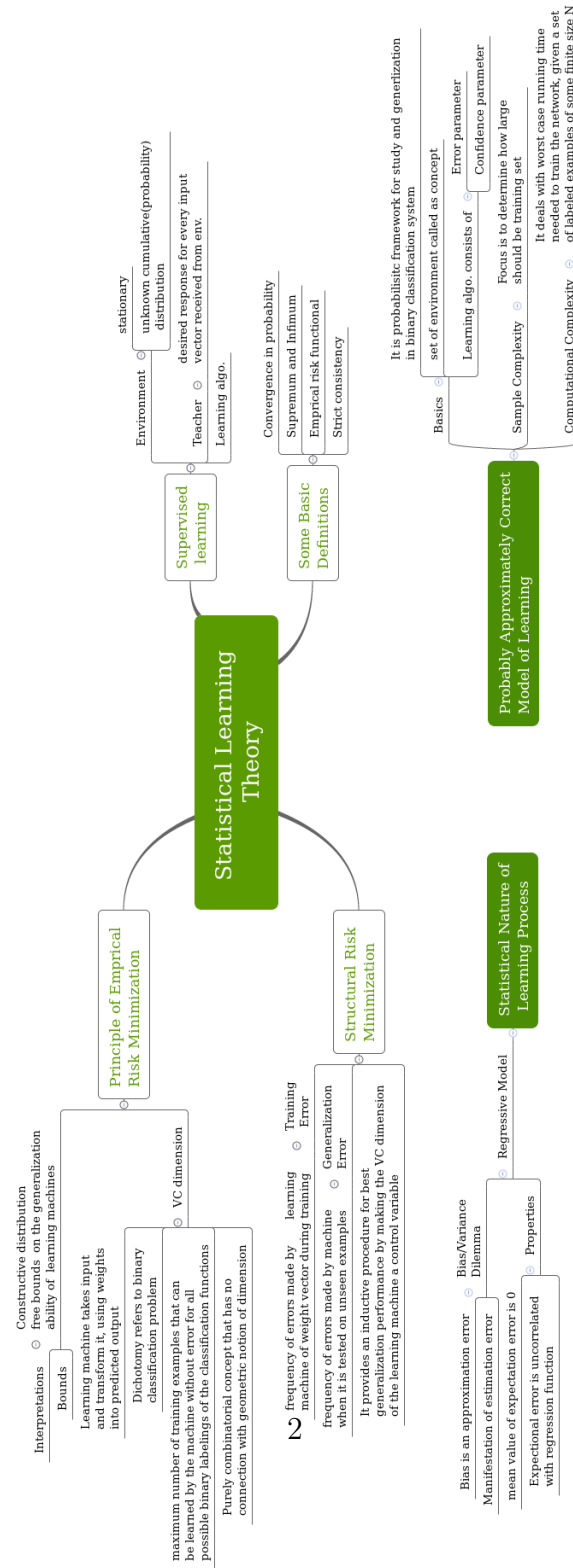 Statistical Learning
Theory
Supervised
learning
Environment
stationary
unknown cumulative(probability)
distribution
Teacher
desired response for every input
vector received from env.
Learning algo.
Some Basic
Definitions
Convergence in probability
Supremum and Infimum
Emprical risk functional
Strict consistency
Principle of Emprical
Risk Minimization
Interpretations
Constructive distribution
free bounds on the generalization
ability of learning machines
Bounds
Learning machine takes input
and transform it, using weights
into predicted output
VC dimension
Dichotomy refers to binary
classification problem
maximum number of training examples that can
be learned by the machine without error for all
possible binary labelings of the classification functions
Purely combinatorial concept that has no
connection with geometric notion of dimension
Structural Risk
Minimization
Training
Error
frequency of errors made by learning
machine of weight vector during training
Generalization
Error
frequency of errors made by machine
when it is tested on unseen examples
It provides an inductive procedure for best
generalization performance by making the VC dimension
of the learning machine a control variable
2
Probably Approximately Correct
Model of Learning
Basics
It is probabilisitc framework for study and generlization
in binary classification system
set of environment called as concept
Learning algo. consists of
Error parameter
Confidence parameter
Sample Complexity
Focus is to determine how large
should be training set
Computational Complexity
It deals with worst case running time
needed to train the network, given a set
of labeled examples of some finite size N
Statistical Nature of
Learning Process
Regressive Model
Bias/Variance
Dilemma
Bias is an approximation error
Manifestation of estimation error
Properties
mean value of expectation error is 0
Expectional error is uncorrelated
with regression function